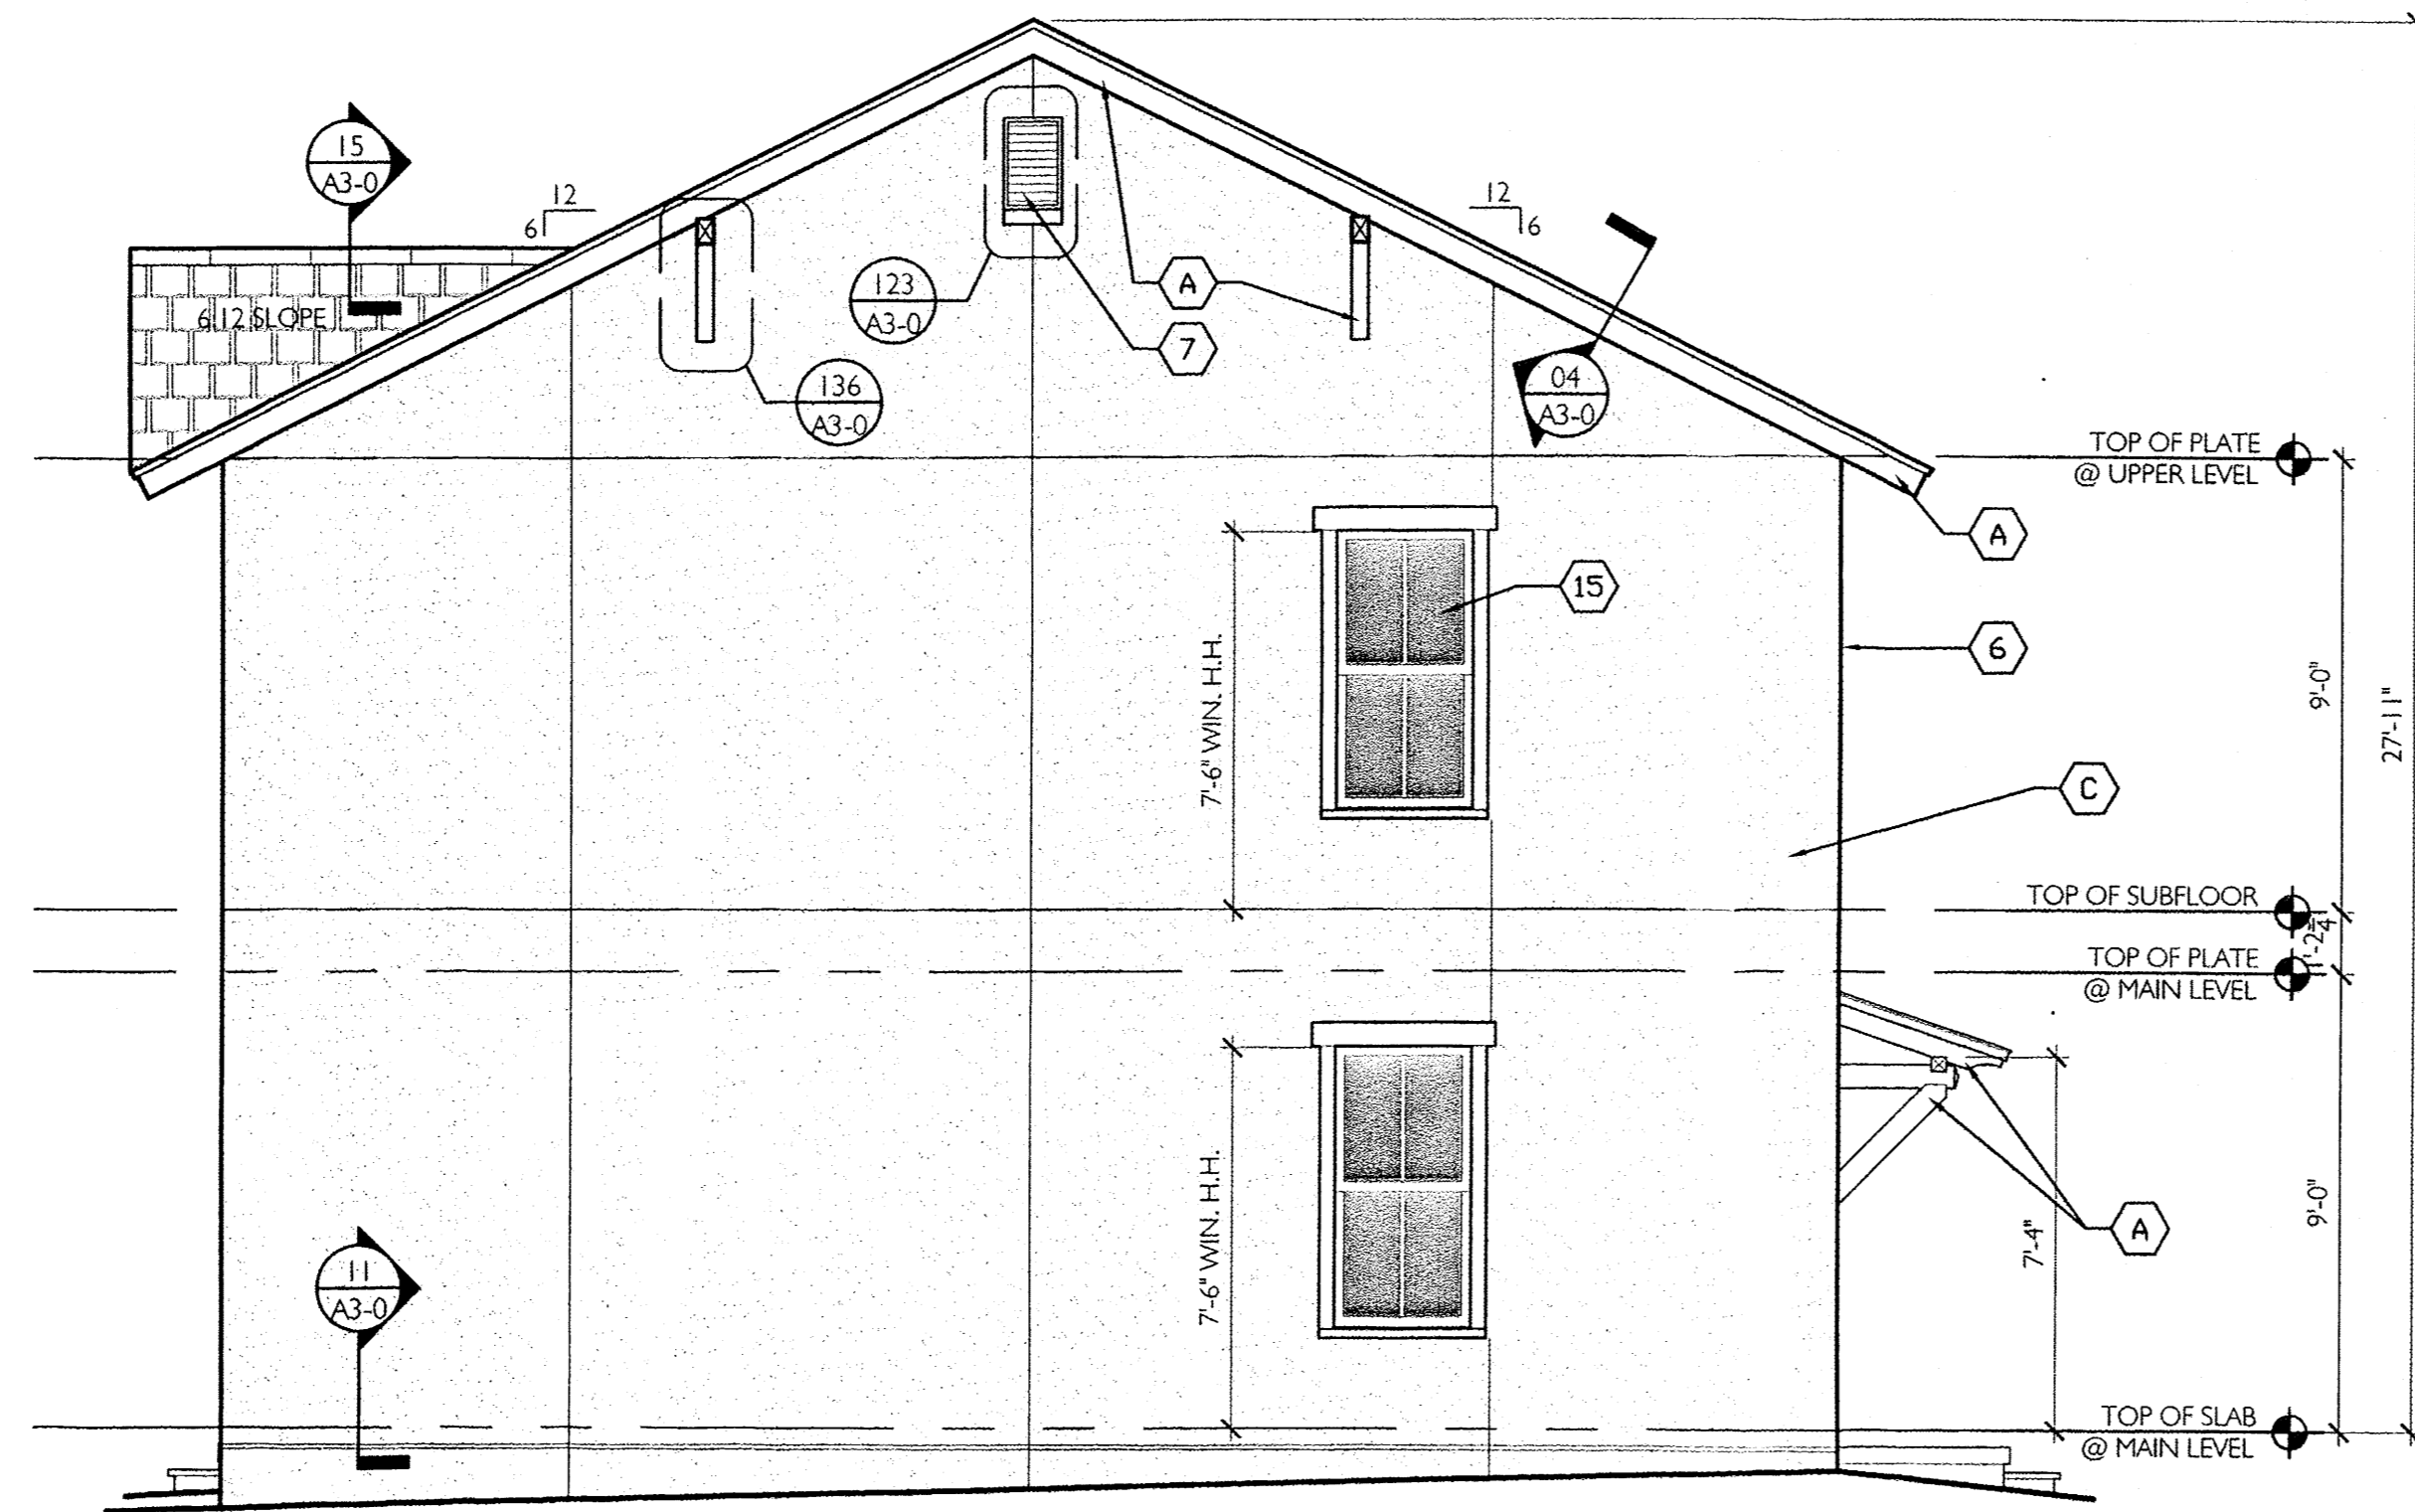 15
A3-0
12
6
6:12 SLOPE
123
A3-0
136
A3-0
A
7
12
6
04
A3-0
TOP OF PLATE
@ UPPER LEVEL
A
15
6
7'-6" WIN. H.H.
9'-0"
27'-11"
C
TOP OF SUBFLOOR
TOP OF PLATE
@ MAIN LEVEL
7'-6" WIN. H.H.
7'-4"
9'-0"
A
11
A3-0
TOP OF SLAB
@ MAIN LEVEL